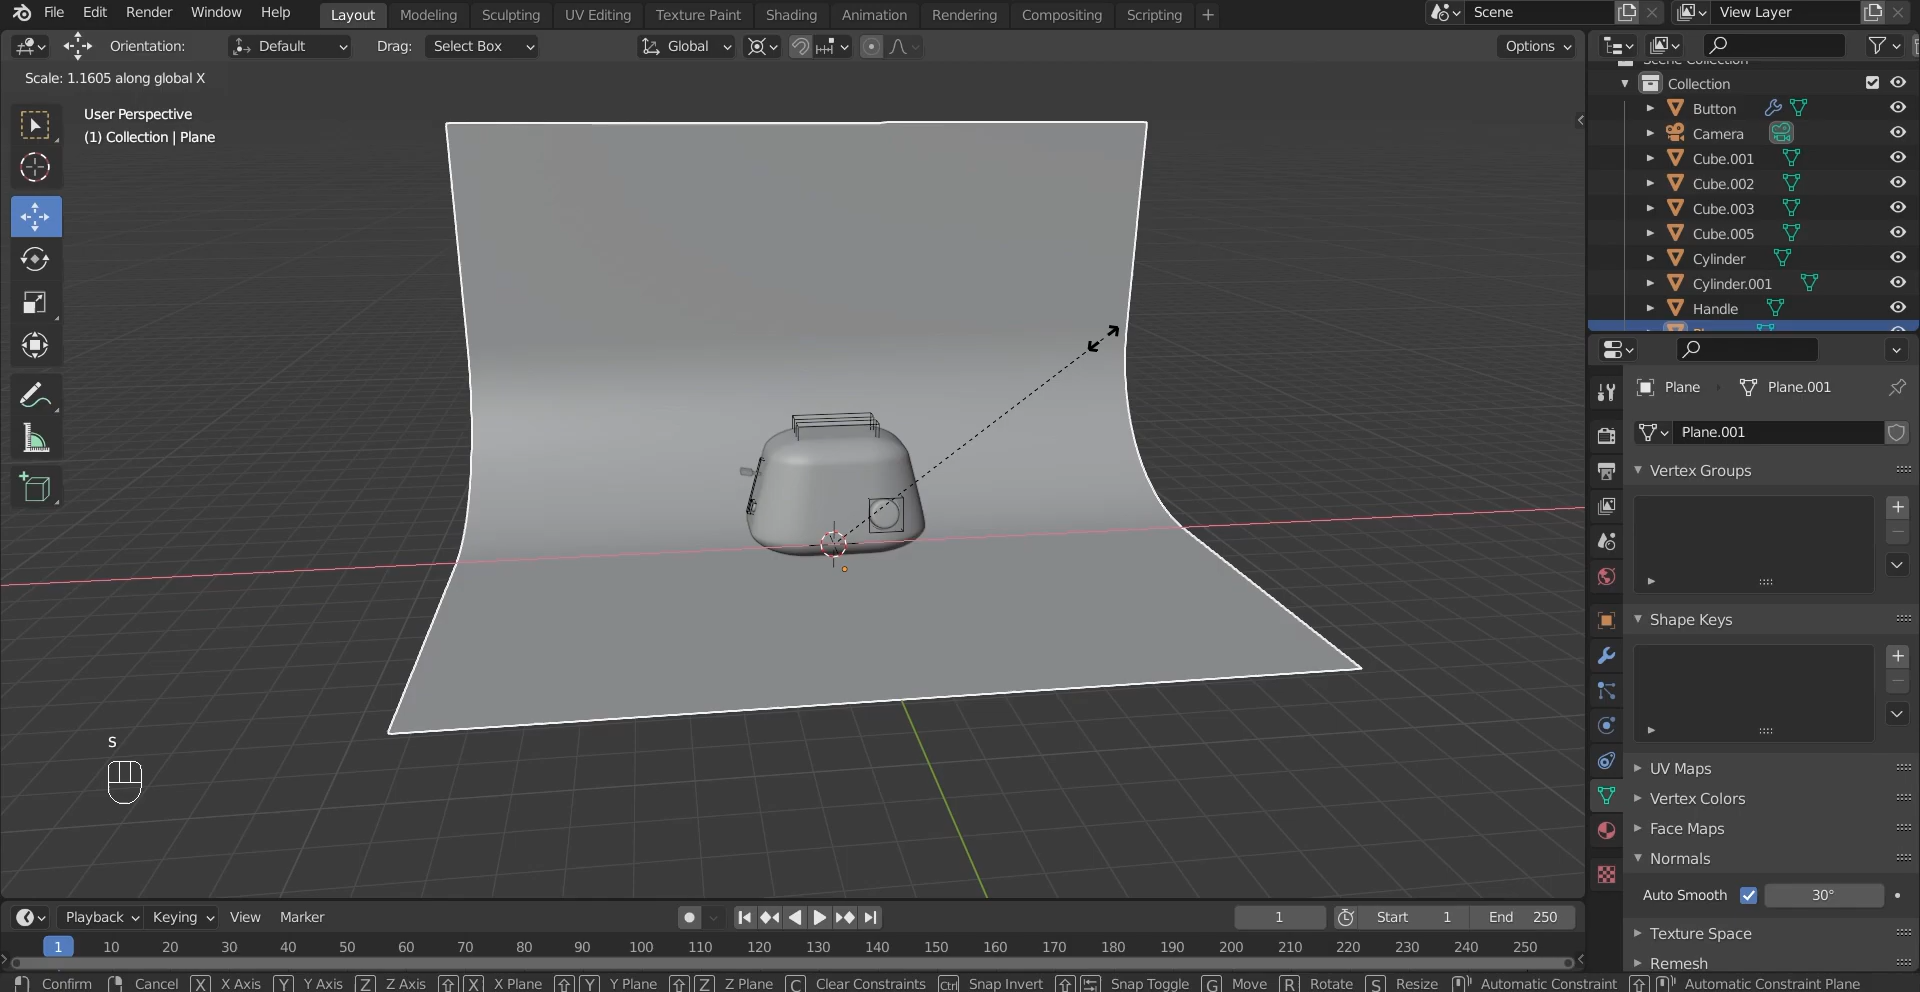 File Edit Render Window Help Layout Modeling Sculpting UV Editing Texture Paint Shading Animation Rendering Compositing Scripting + Scene View Layer
Orientation: Default Drag: Select Box Global Options
Scale: 1.1605 along global X
User Perspective
(1) Collection | Plane
Scene Collection
Collection
Button
Camera
Cube.001
Cube.002
Cube.003
Cube.005
Cylinder
Cylinder.001
Handle
Plane Plane.001
Plane.001
Vertex Groups
Shape Keys
UV Maps
Vertex Colors
Face Maps
Normals
Auto Smooth 30°
Texture Space
Remesh
S
Playback Keying View Marker 1 Start 1 End 250
1 10 20 30 40 50 60 70 80 90 100 110 120 130 140 150 160 170 180 190 200 210 220 230 240 250
Confirm Cancel X X Axis Y Y Axis Z Z Axis X X Plane Y Y Plane Z Z Plane C Clear Constraints Ctrl Snap Invert Snap Toggle G Move R Rotate S Resize Automatic Constraint Automatic Constraint Plane